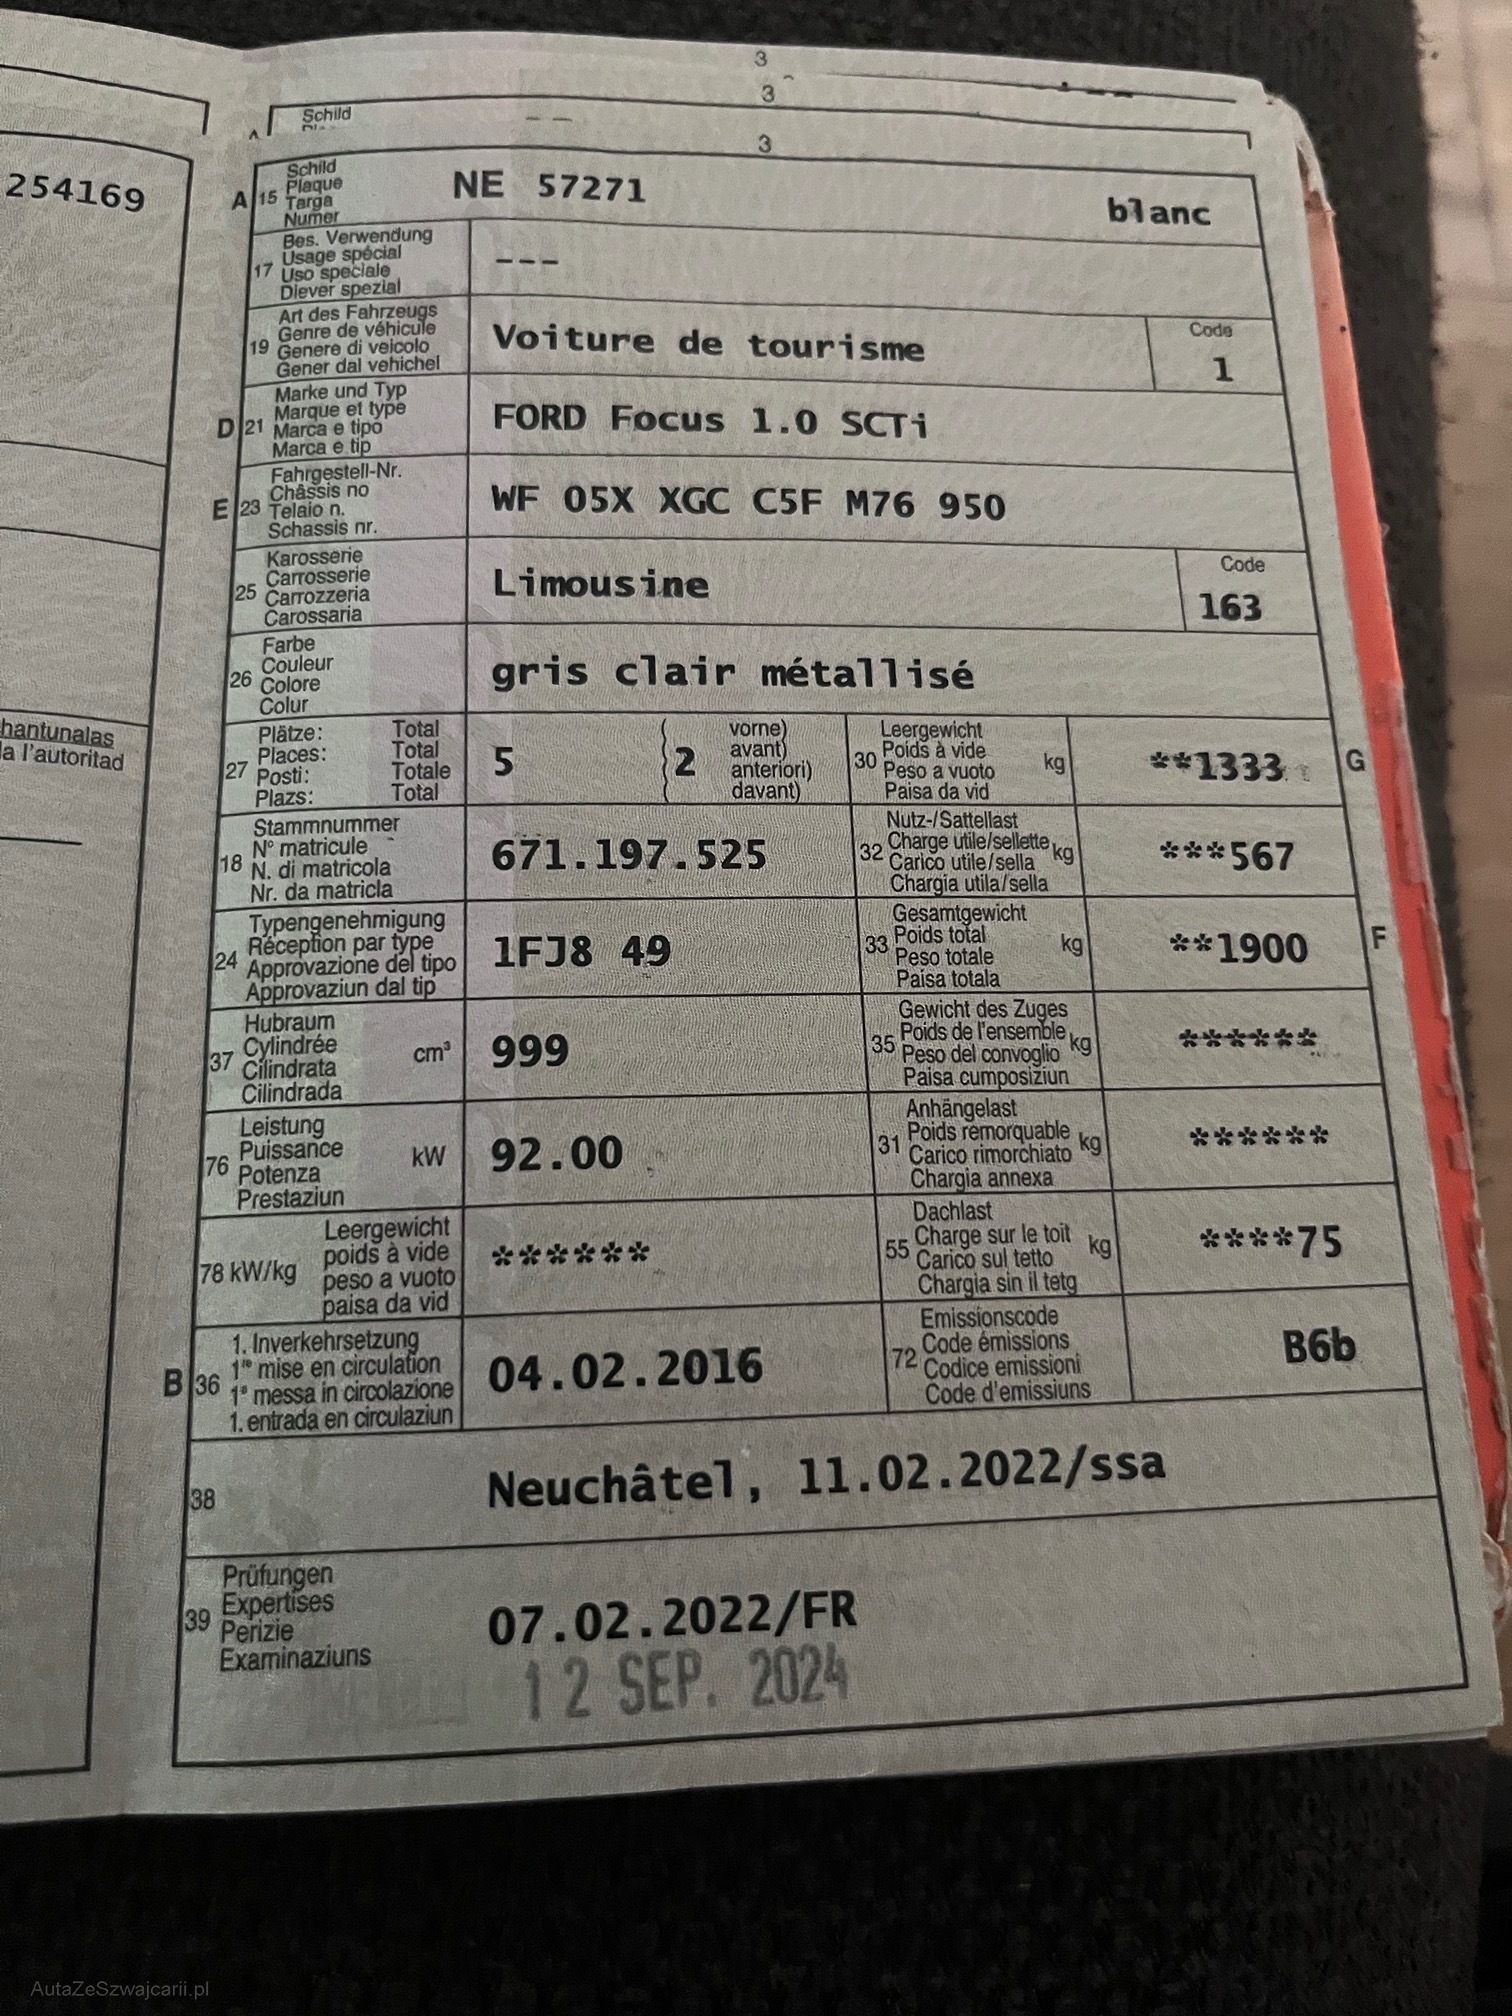 3
3
Schild
3
254169
A 15 Schild
Plaque
Targa
Numer
NE 57271
blanc
17 Bes. Verwendung
Usage spécial
Uso speciale
Diever spezial
---
19 Art des Fahrzeugs
Genre de véhicule
Genere di veicolo
Gener dal vehichel
Voiture de tourisme
Code
1
D 21 Marke und Typ
Marque et type
Marca e tipo
Marca e tip
FORD Focus 1.0 SCTi
E 23 Fahrgestell-Nr.
Châssis no
Telaio n.
Schassis nr.
WF 05X XGC C5F M76 950
25 Karosserie
Carrosserie
Carrozzeria
Carossaria
Limousine
Code
163
26 Farbe
Couleur
Colore
Colur
gris clair métallisé
hantunalas
la l'autoritad
27 Plätze: Total
Places: Total
Posti: Totale
Plazs: Total
5
2
vorne)
avant)
anteriori)
davant)
30 Leergewicht
Poids à vide
Peso a vuoto
Paisa da vid
kg
**1333
G
18 Stammnummer
N° matricule
N. di matricola
Nr. da matricla
671.197.525
32 Nutz-/Sattellast
Charge utile/sellette
Carico utile/sella
Chargia utila/sella
kg
***567
24 Typengenehmigung
Réception par type
Approvazione del tipo
Approvaziun dal tip
1FJ8 49
33 Gesamtgewicht
Poids total
Peso totale
Paisa totala
kg
**1900
F
37 Hubraum
Cylindrée
Cilindrata
Cilindrada
cm³
999
35 Gewicht des Zuges
Poids de l'ensemble
Peso del convoglio
Paisa cumposiziun
kg
******
76 Leistung
Puissance
Potenza
Prestaziun
kW
92.00
31 Anhängelast
Poids remorquable
Carico rimorchiato
Chargia annexa
kg
******
78 kW/kg
Leergewicht
poids à vide
peso a vuoto
paisa da vid
******
55 Dachlast
Charge sur le toit
Carico sul tetto
Chargia sin il tetg
kg
****75
B 36 1. Inverkehrsetzung
1re mise en circulation
1a messa in circolazione
1. entrada en circulaziun
04.02.2016
72 Emissionscode
Code émissions
Codice emissioni
Code d'emissiuns
B6b
38
Neuchâtel, 11.02.2022/ssa
39 Prüfungen
Expertises
Perizie
Examinaziuns
07.02.2022/FR
12 SEP. 2024
AutaZeSzwajcarii.pl